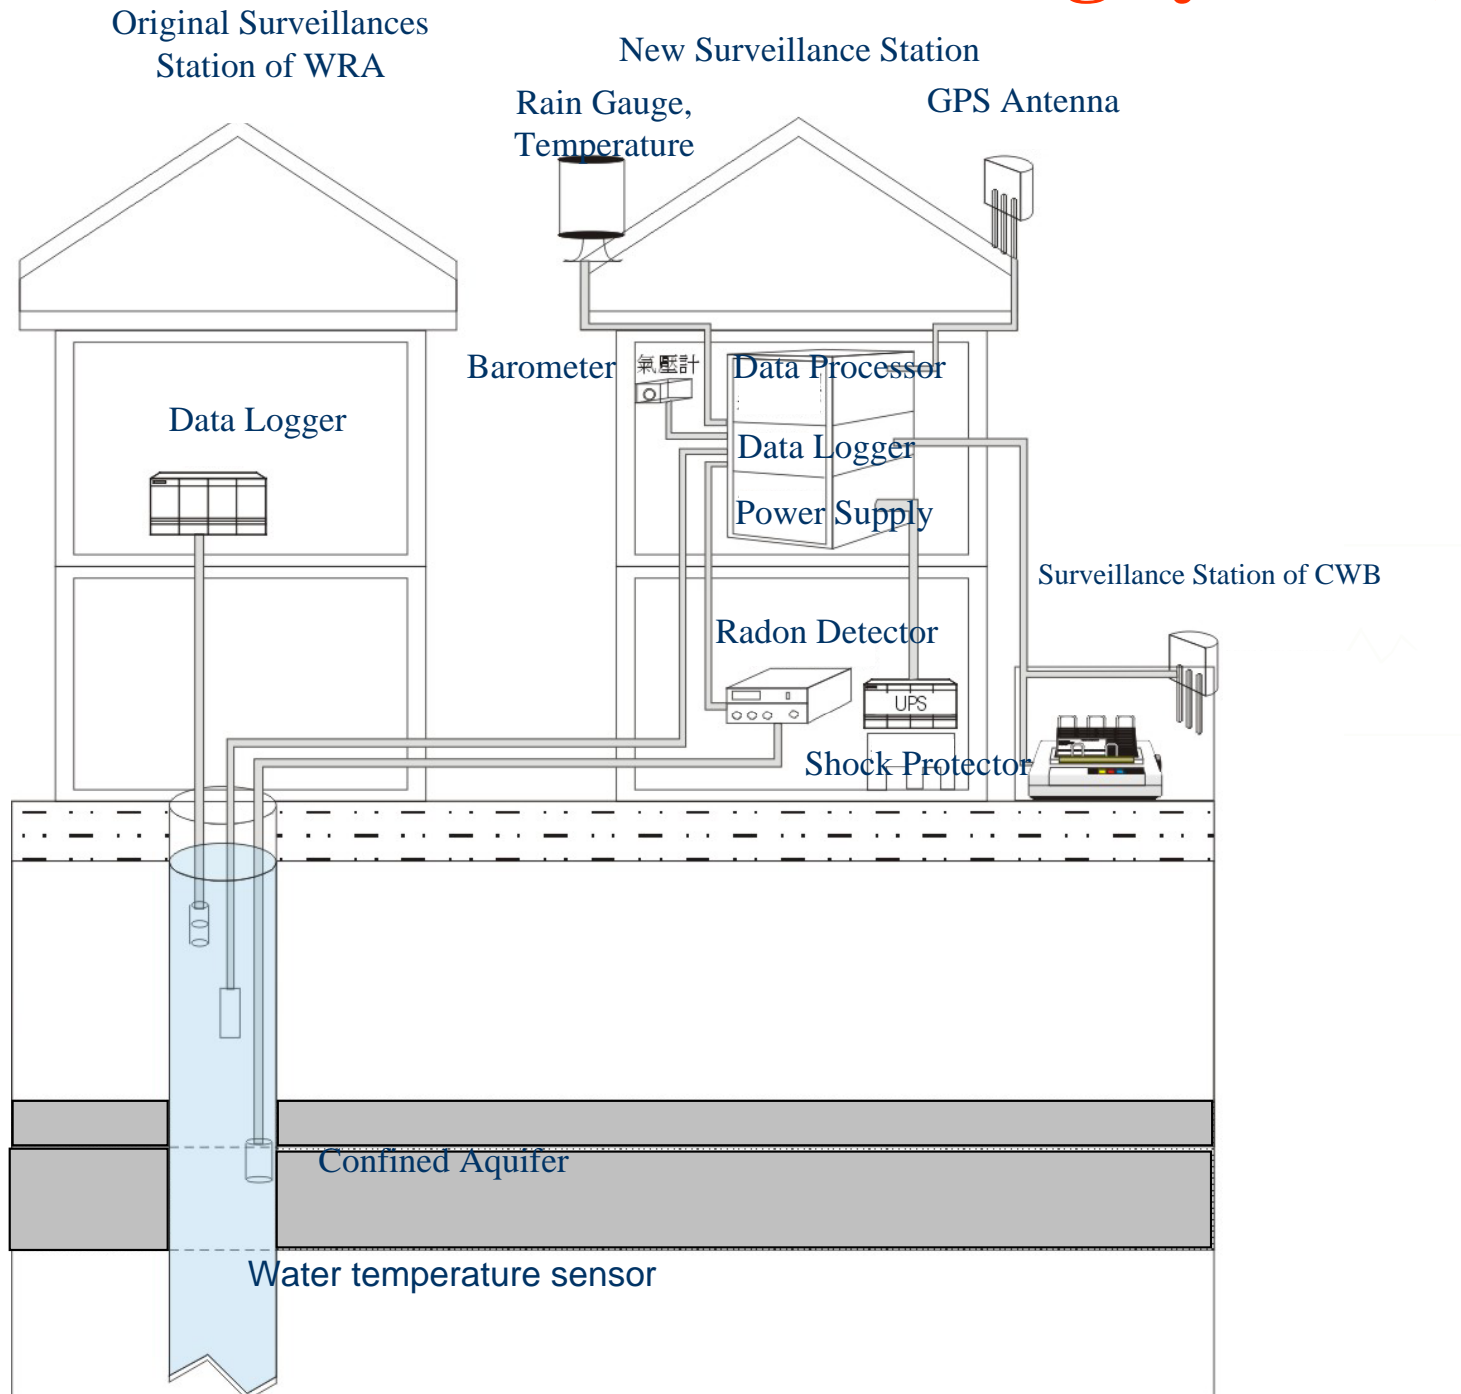 Original Surveillances
Station of WRA
New Surveillance Station
Rain Gauge,
Temperature
GPS Antenna
Barometer
氣壓計
Data Processor
Data Logger
Data Logger
Power Supply
Surveillance Station of CWB
Radon Detector
UPS
Shock Protector
Confined Aquifer
Water temperature sensor